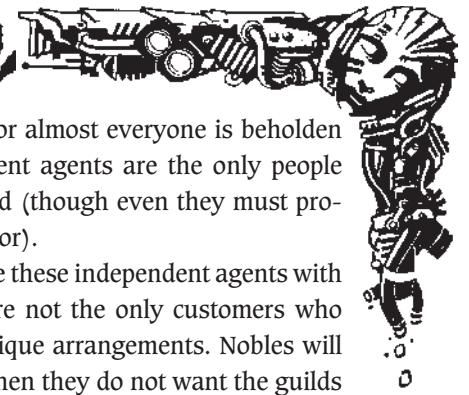 or almost everyone is beholden
ent agents are the only people
d (though even they must pro-
or).
e these independent agents with
re not the only customers who
ique arrangements. Nobles will
hen they do not want the guilds